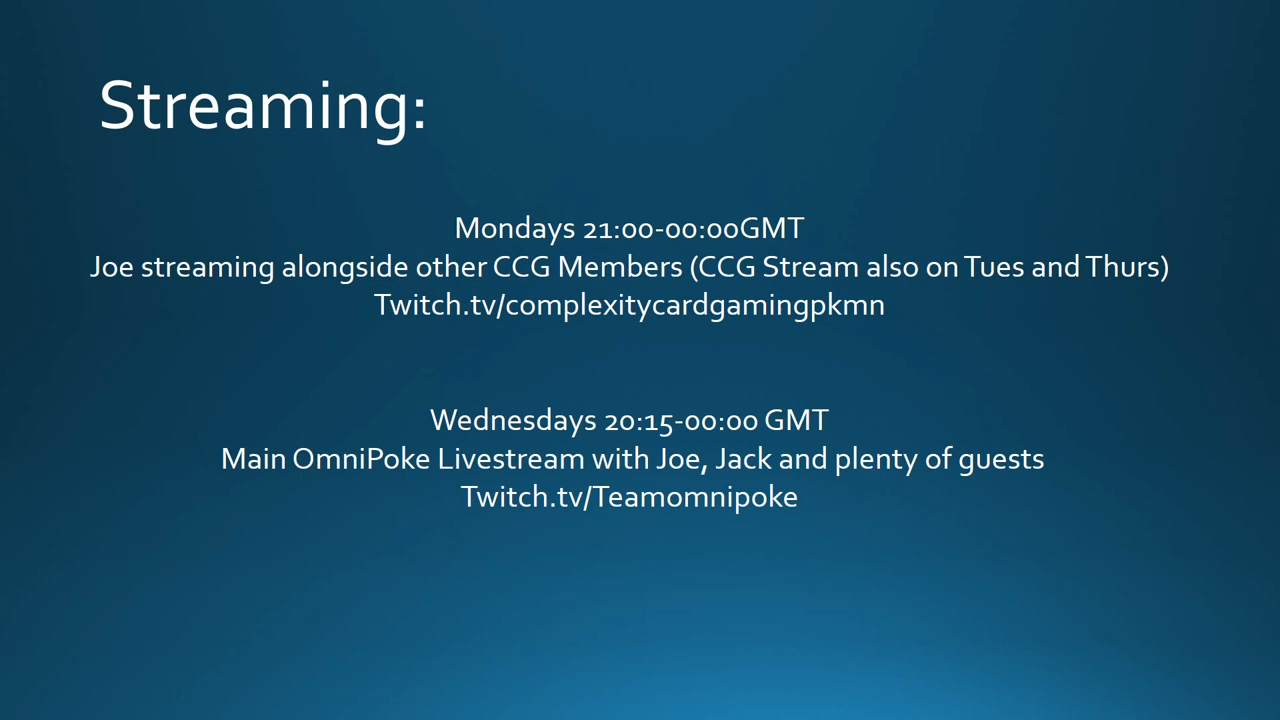 Streaming:
Mondays 21:00-00:00GMT
Joe streaming alongside other CCG Members (CCG Stream also on Tues and Thurs)
Twitch.tv/complexitycardgamingpkmn
Wednesdays 20:15-00:00 GMT
Main OmniPoke Livestream with Joe, Jack and plenty of guests
Twitch.tv/Teamomnipoke